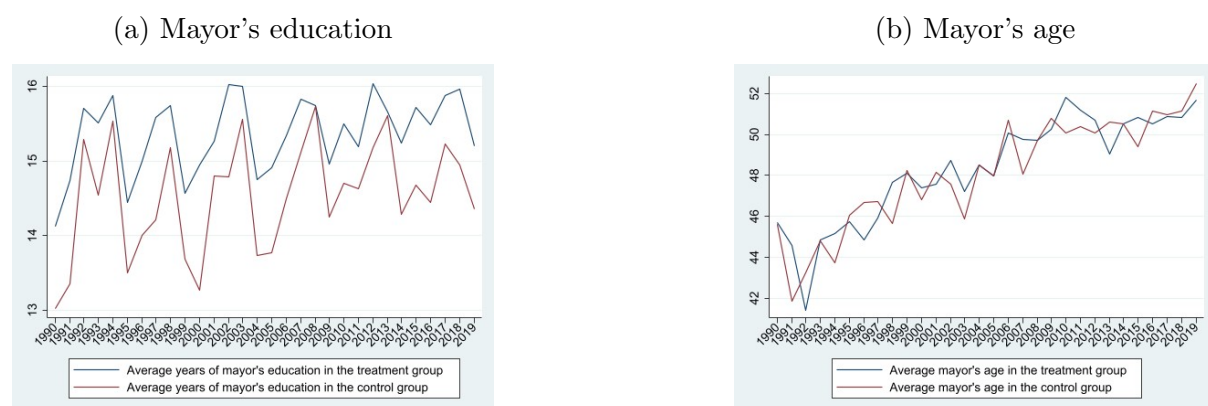 (a) Mayor's education
16
15
14
13
1990 1991 1992 1993 1994 1995 1996 1997 1998 1999 2000 2001 2002 2003 2004 2005 2006 2007 2008 2009 2010 2011 2012 2013 2014 2015 2016 2017 2018 2019
Average years of mayor's education in the treatment group
Average years of mayor's education in the control group
(b) Mayor's age
52
50
48
46
44
42
1990 1991 1992 1993 1994 1995 1996 1997 1998 1999 2000 2001 2002 2003 2004 2005 2006 2007 2008 2009 2010 2011 2012 2013 2014 2015 2016 2017 2018 2019
Average mayor's age in the treatment group
Average mayor's age in the control group